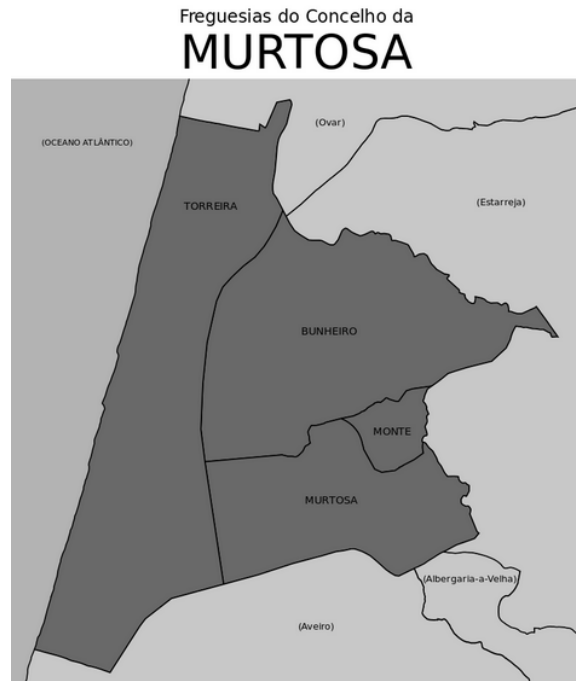 Freguesias do Concelho da
MURTOSA
(Ovar)
(OCEANO ATLÂNTICO)
(Estarreja)
TORREIRA
BUNHEIRO
MONTE
MURTOSA
(Albergaria-a-Velha)
(Aveiro)